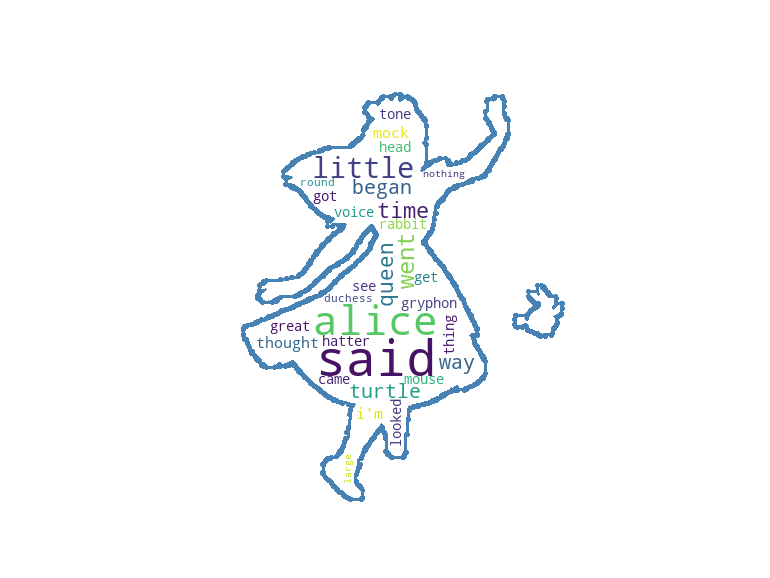 tone
mock
head
little
nothing
round
began
got
voice
time
rabbit
went
queen
get
see
duchess
gryphon
alice
great
thing
thought
hatter
said
way
came
mouse
turtle
i'm
looked
large